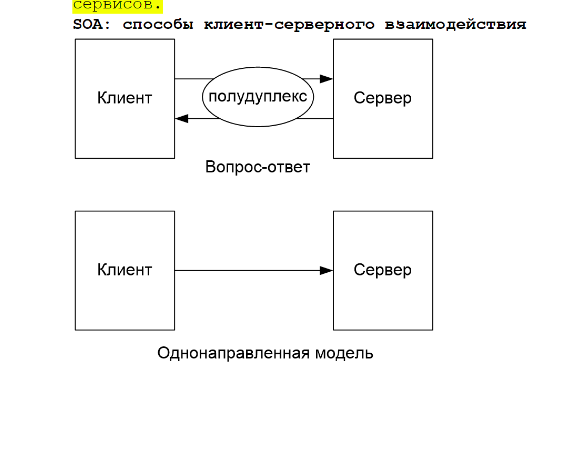 сервисов.
SOA: способы клиент-серверного взаимодействия
Клиент
полудуплекс
Сервер
Вопрос-ответ
Клиент
Сервер
Однонаправленная модель